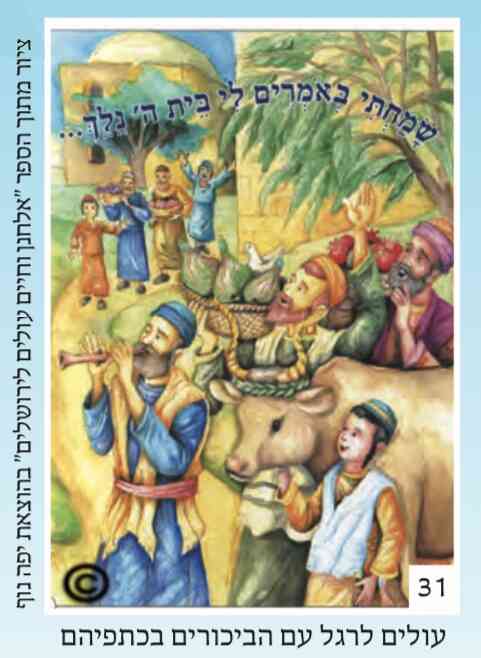 שָׂמַחְתִּי בְּאֹמְרִים לִי בֵּית ה' נֵלֵךְ...
ציור מתוך הספר "אלחנן וחיים עולים לירושלים" בהוצאת יפה נוף
©
31
עולים לרגל עם הביכורים בכתפיהם